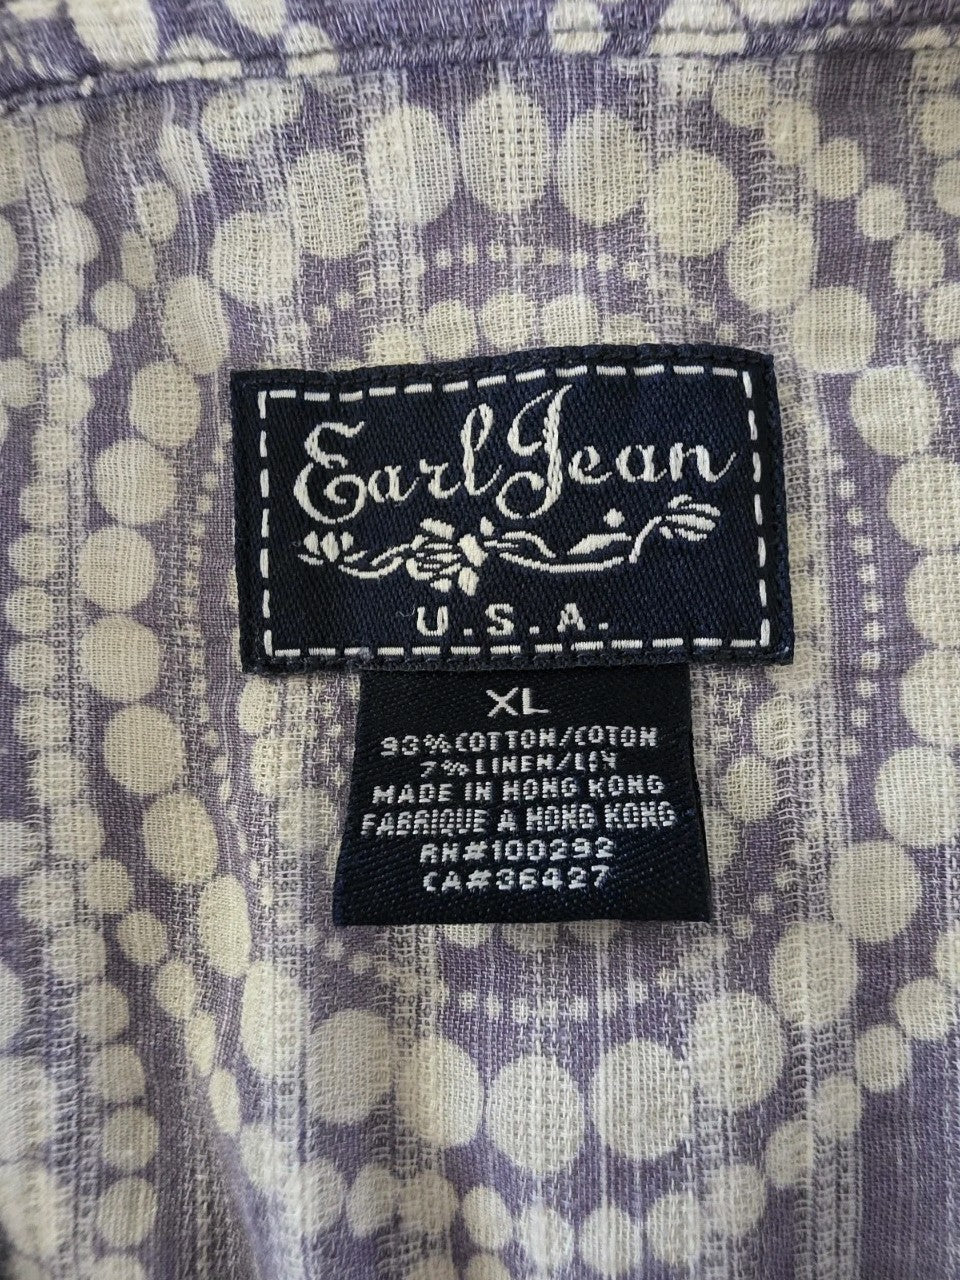 Earl Jean
U.S.A.
XL
93% COTTON/COTON
7% LINEN/LIN
MADE IN HONG KONG
FABRIQUE A HONG KONG
RN#100292
CA#36427